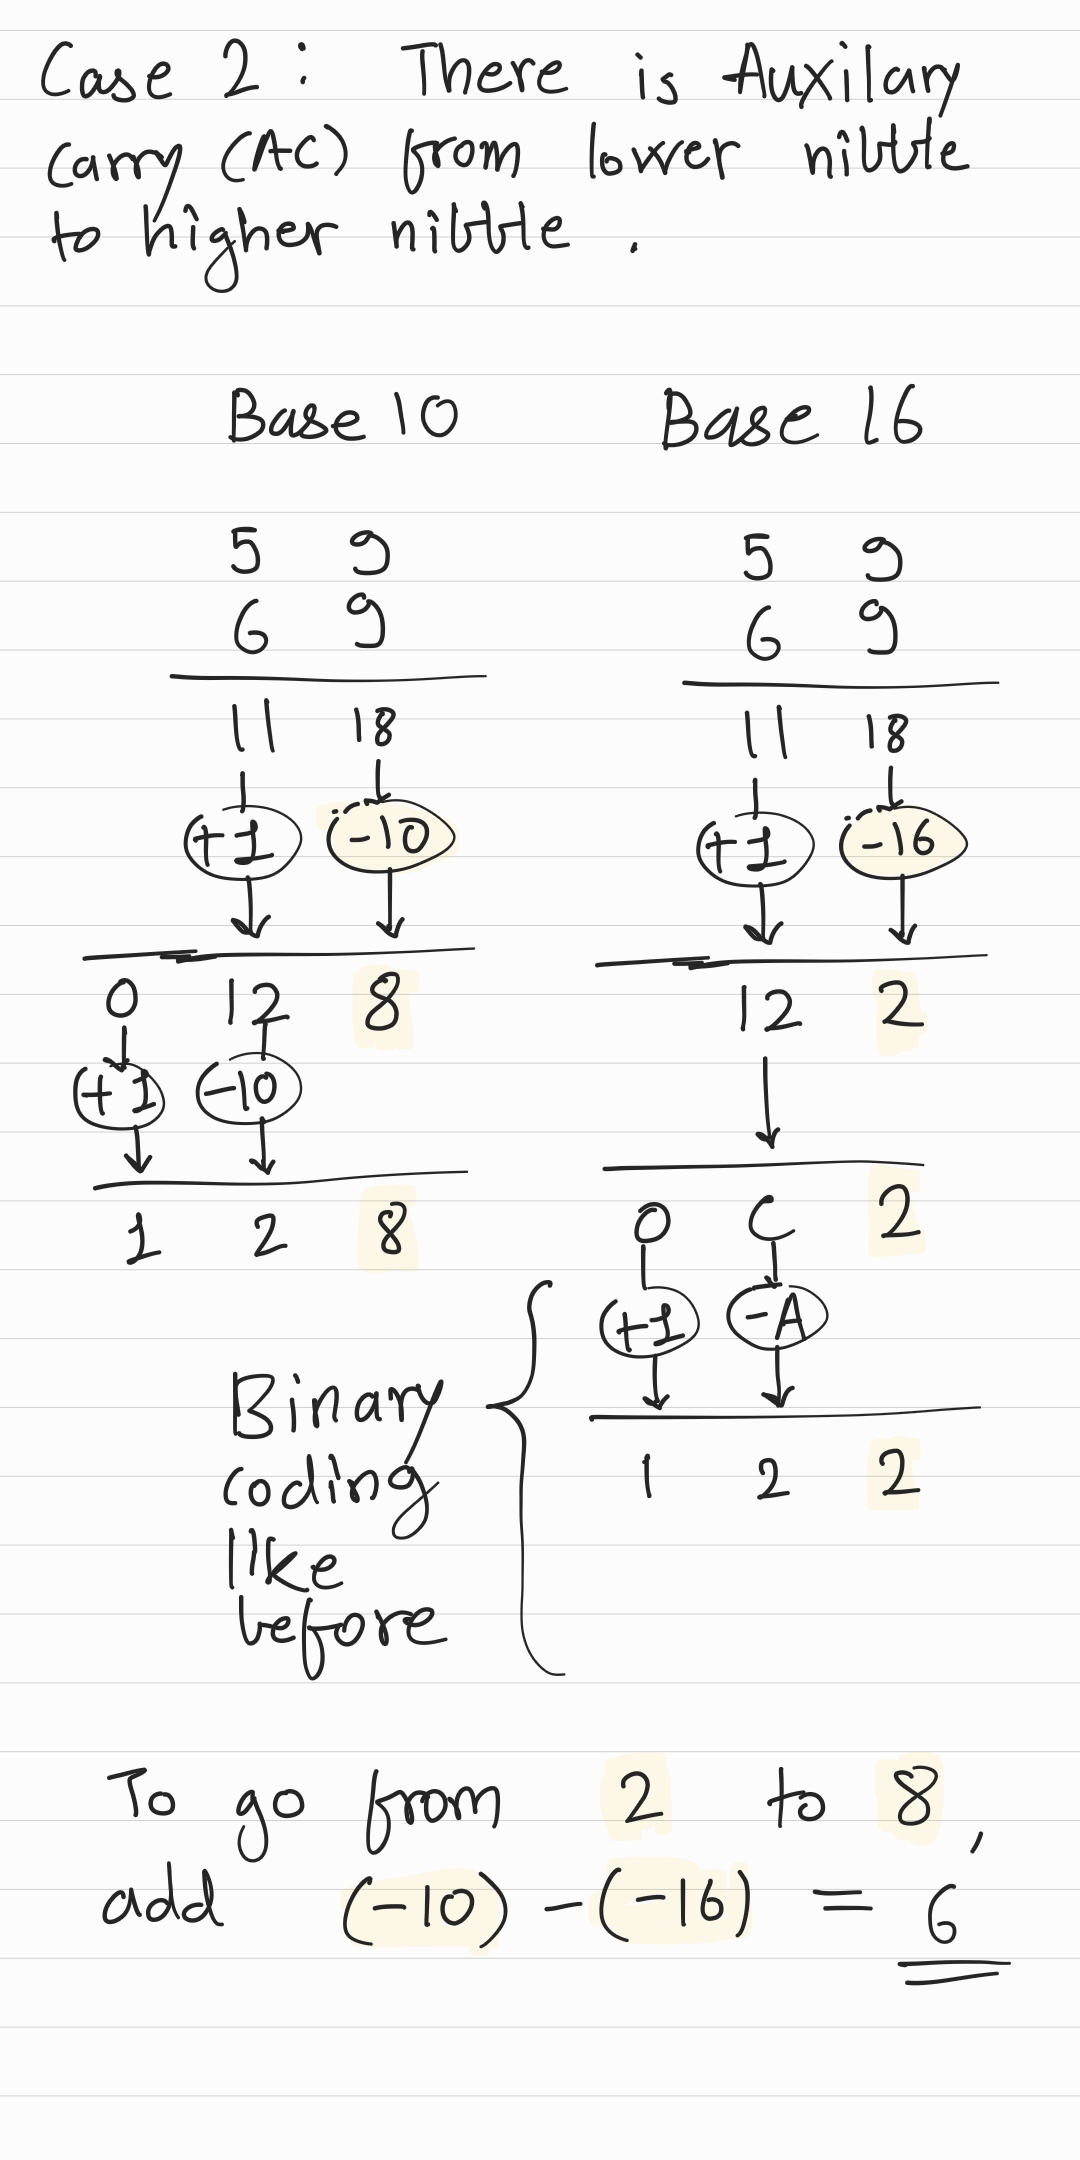 Case 2 : There is Auxilary
carry (AC) from lower nibble
to higher nibble .
Base 10 Base 16
5 9 5 9
6 9 6 9
11 18 11 18
+1 -10 +1 -16
0 12 8 12 2
+1 -10
1 2 8 0 C 2
+1 -A
Binary
coding
like
before
1 2 2
To go from 2 to 8 ,
add (-10) - (-16) = 6